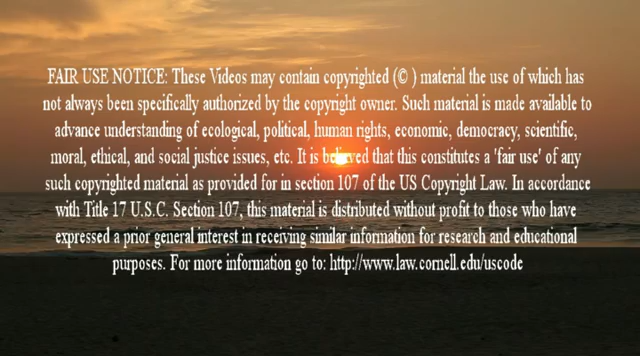 FAIR USE NOTICE: These Videos may contain copyrighted (© ) material the use of which has
not always been specifically authorized by the copyright owner. Such material is made available to
advance understanding of ecological, political, human rights, economic, democracy, scientific,
moral, ethical, and social justice issues, etc. It is believed that this constitutes a 'fair use' of any
such copyrighted material as provided for in section 107 of the US Copyright Law. In accordance
with Title 17 U.S.C. Section 107, this material is distributed without profit to those who have
expressed a prior general interest in receiving similar information for research and educational
purposes. For more information go to: http://www.law.cornell.edu/uscode